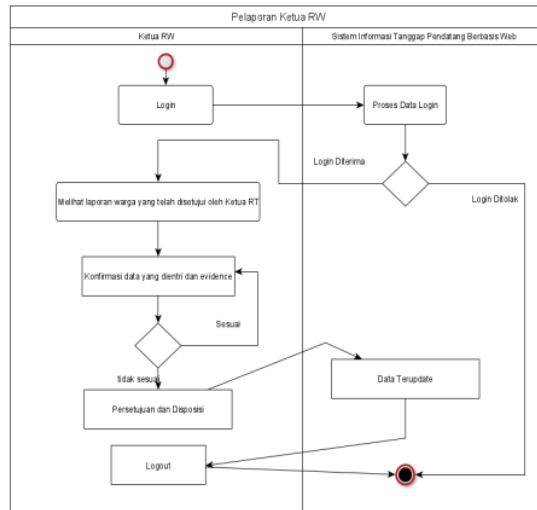 Pelaporan Ketua RW
Ketua RW
Sistem Informasi Tanggap Pendatang Berbasis Web
Login
Proses Data Login
Login Diterima
Login Ditolak
Melihat laporan warga yang telah disetujui oleh Ketua RT
Konfirmasi data yang dientri dan evidence
Sesuai
tidak sesuai
Data Terupdate
Persetujuan dan Disposisi
Logout